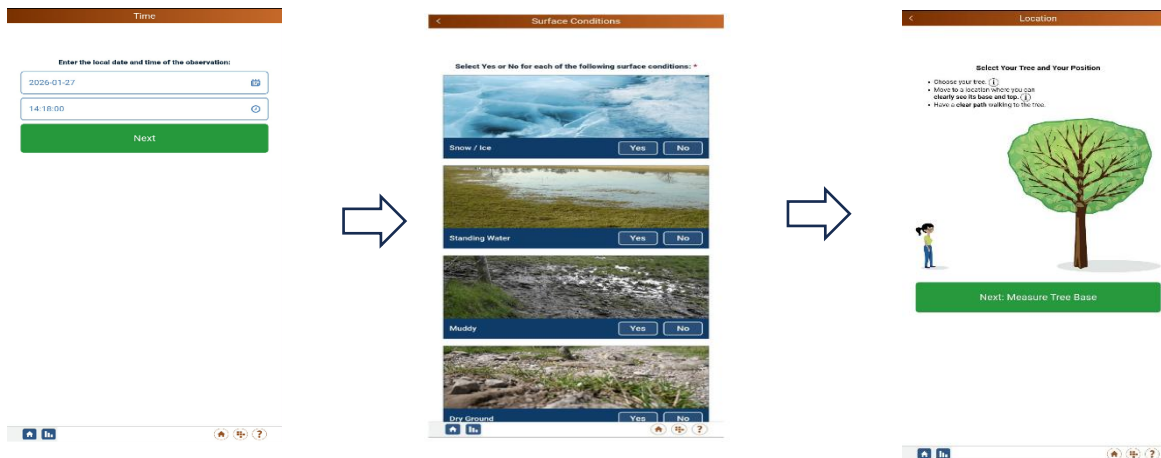 Time
Enter the local date and time of the observation:
2026-01-27
14:18:00
Next
<
Surface Conditions
Select Yes or No for each of the following surface conditions: *
Snow / Ice Yes No
Standing Water Yes No
Muddy Yes No
Dry Ground Yes No
<
Location
Select Your Tree and Your Position
• Choose your tree. i
• Move to a location where you can
clearly see its base and top. i
• Have a clear path walking to the tree.
Next: Measure Tree Base
?
?
?